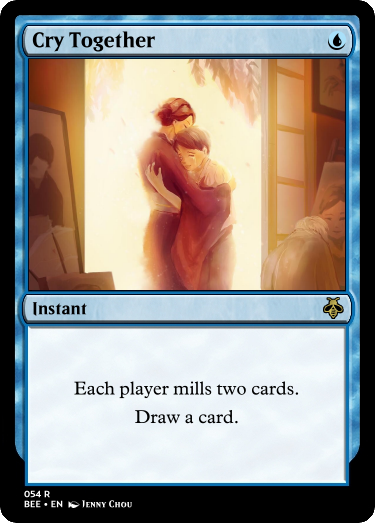 Cry Together
Instant
Each player mills two cards.
Draw a card.
054 R
BEE • EN Jenny Chou